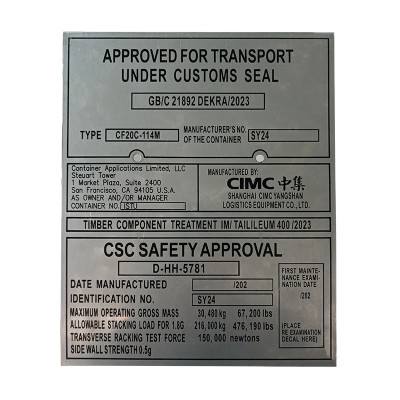 APPROVED FOR TRANSPORT
UNDER CUSTOMS SEAL
GB/C 21892 DEKRA/2023
TYPE CF20C-114M MANUFACTURER'S NO. OF THE CONTAINER SY24
Container Applications Limited, LLC
Steuart Tower
1 Market Plaza, Suite 2400
San Francisco, CA 94105 U.S.A.
AS OWNER AND/OR MANAGER
CONTAINER NO. ISTU
MANUFACTURED BY:
CIMC 中集
SHANGHAI CIMC YANGSHAN
LOGISTICS EQUIPMENT CO., LTD.
TIMBER COMPONENT TREATMENT IM/TAILILEUM 400/2023
CSC SAFETY APPROVAL
D-HH-5781
DATE MANUFACTURED /202
IDENTIFICATION NO. SY24
MAXIMUM OPERATING GROSS MASS 30,480kg 67,200 lbs
ALLOWABLE STACKING LOAD FOR 1.8G 216,000 kg 476,190 lbs
TRANSVERSE RACKING TEST FORCE 150,000 newtons
SIDE WALL STRENGTH 0.5g
FIRST MAINTE-
NANCE EXAMI-
NATION DATE
/202
(PLACE
RE EXAMINATION
DECAL HERE)